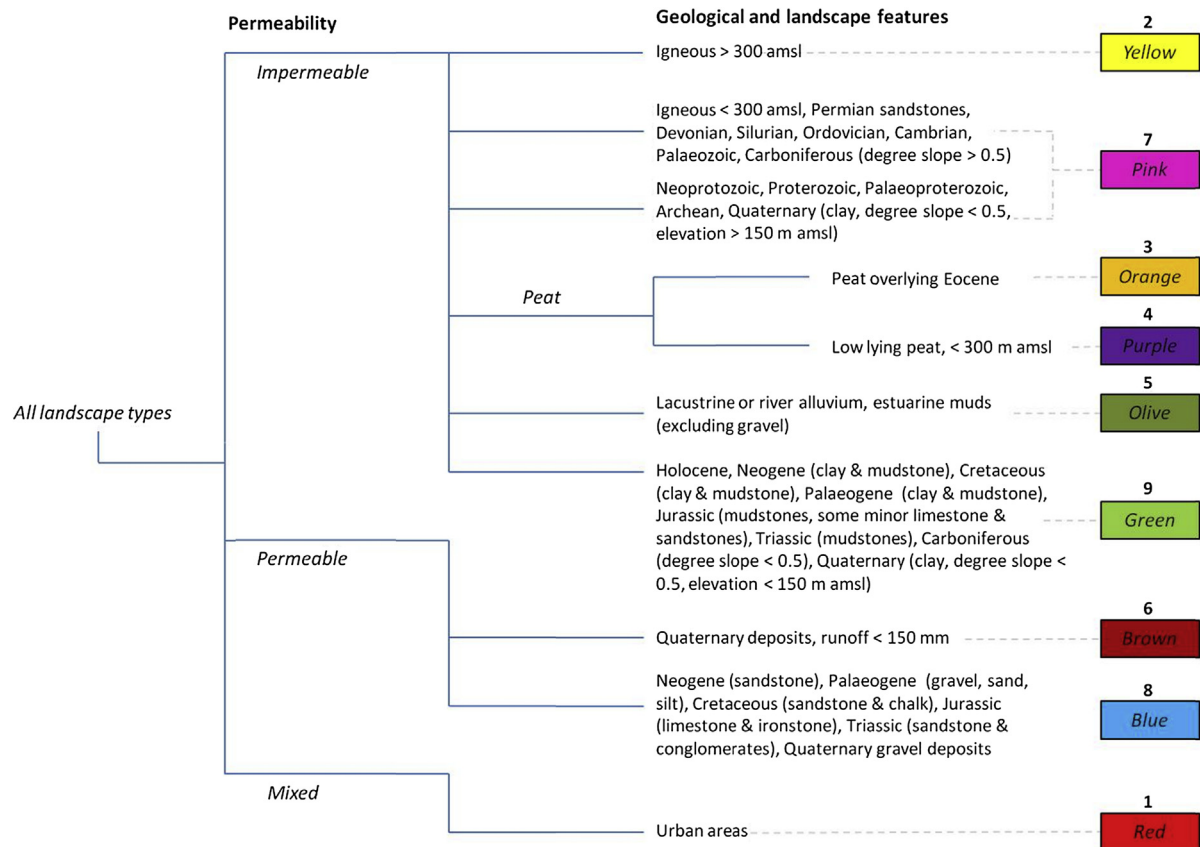 Permeability
Geological and landscape features
Impermeable
Igneous > 300 amsl
2
Yellow
Igneous < 300 amsl, Permian sandstones,
Devonian, Silurian, Ordovician, Cambrian,
Palaeozoic, Carboniferous (degree slope > 0.5)
7
Pink
Neoprotozoic, Proterozoic, Palaeoproterozoic,
Archean, Quaternary (clay, degree slope < 0.5,
elevation > 150 m amsl)
Peat
Peat overlying Eocene
3
Orange
Low lying peat, < 300 m amsl
4
Purple
All landscape types
Lacustrine or river alluvium, estuarine muds
(excluding gravel)
5
Olive
Holocene, Neogene (clay & mudstone), Cretaceous
(clay & mudstone), Palaeogene (clay & mudstone),
Jurassic (mudstones, some minor limestone &
sandstones), Triassic (mudstones), Carboniferous
(degree slope < 0.5), Quaternary (clay, degree slope <
0.5, elevation < 150 m amsl)
9
Green
Permeable
Quaternary deposits, runoff < 150 mm
6
Brown
Neogene (sandstone), Palaeogene (gravel, sand,
silt), Cretaceous (sandstone & chalk), Jurassic
(limestone & ironstone), Triassic (sandstone &
conglomerates), Quaternary gravel deposits
8
Blue
Mixed
Urban areas
1
Red